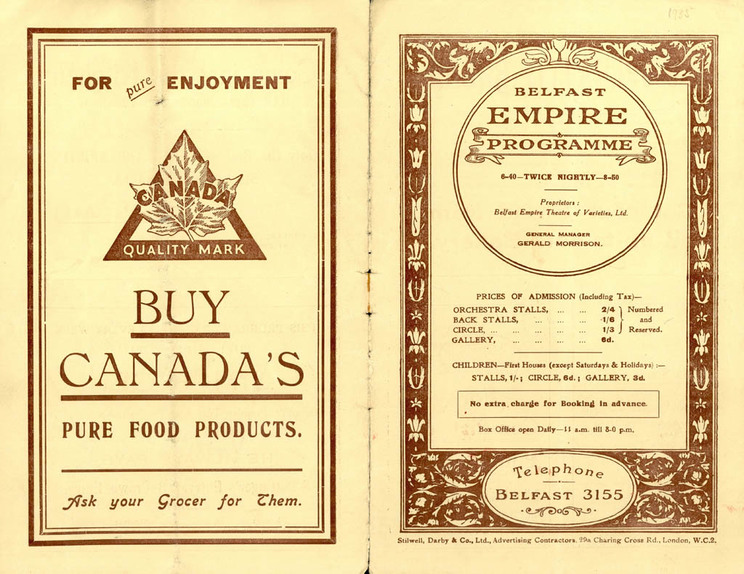 FOR pure ENJOYMENT
CANADA
QUALITY MARK
BUY
CANADA'S
PURE FOOD PRODUCTS.
Ask your Grocer for Them.
1935
BELFAST
EMPIRE
PROGRAMME
6-40—TWICE NIGHTLY—8-50
Proprietors :
Belfast Empire Theatre of Varieties, Ltd.
GENERAL MANAGER
GERALD MORRISON.
PRICES OF ADMISSION (Including Tax)—
ORCHESTRA STALLS, ... ... 2/4 } Numbered
BACK STALLS, ... ... ... 1/6 } and
CIRCLE, ... ... ... ... 1/3 } Reserved.
GALLERY, ... ... ... 6d.
CHILDREN—First Houses (except Saturdays & Holidays) :—
STALLS, 1/-; CIRCLE, 6d.; GALLERY, 3d.
No extra charge for Booking in advance.
Box Office open Daily—11 a.m. till 8-0 p.m.
Telephone
BELFAST 3155
Stilwell, Darby & Co., Ltd., Advertising Contractors, 29a Charing Cross Rd., London, W.C.2.